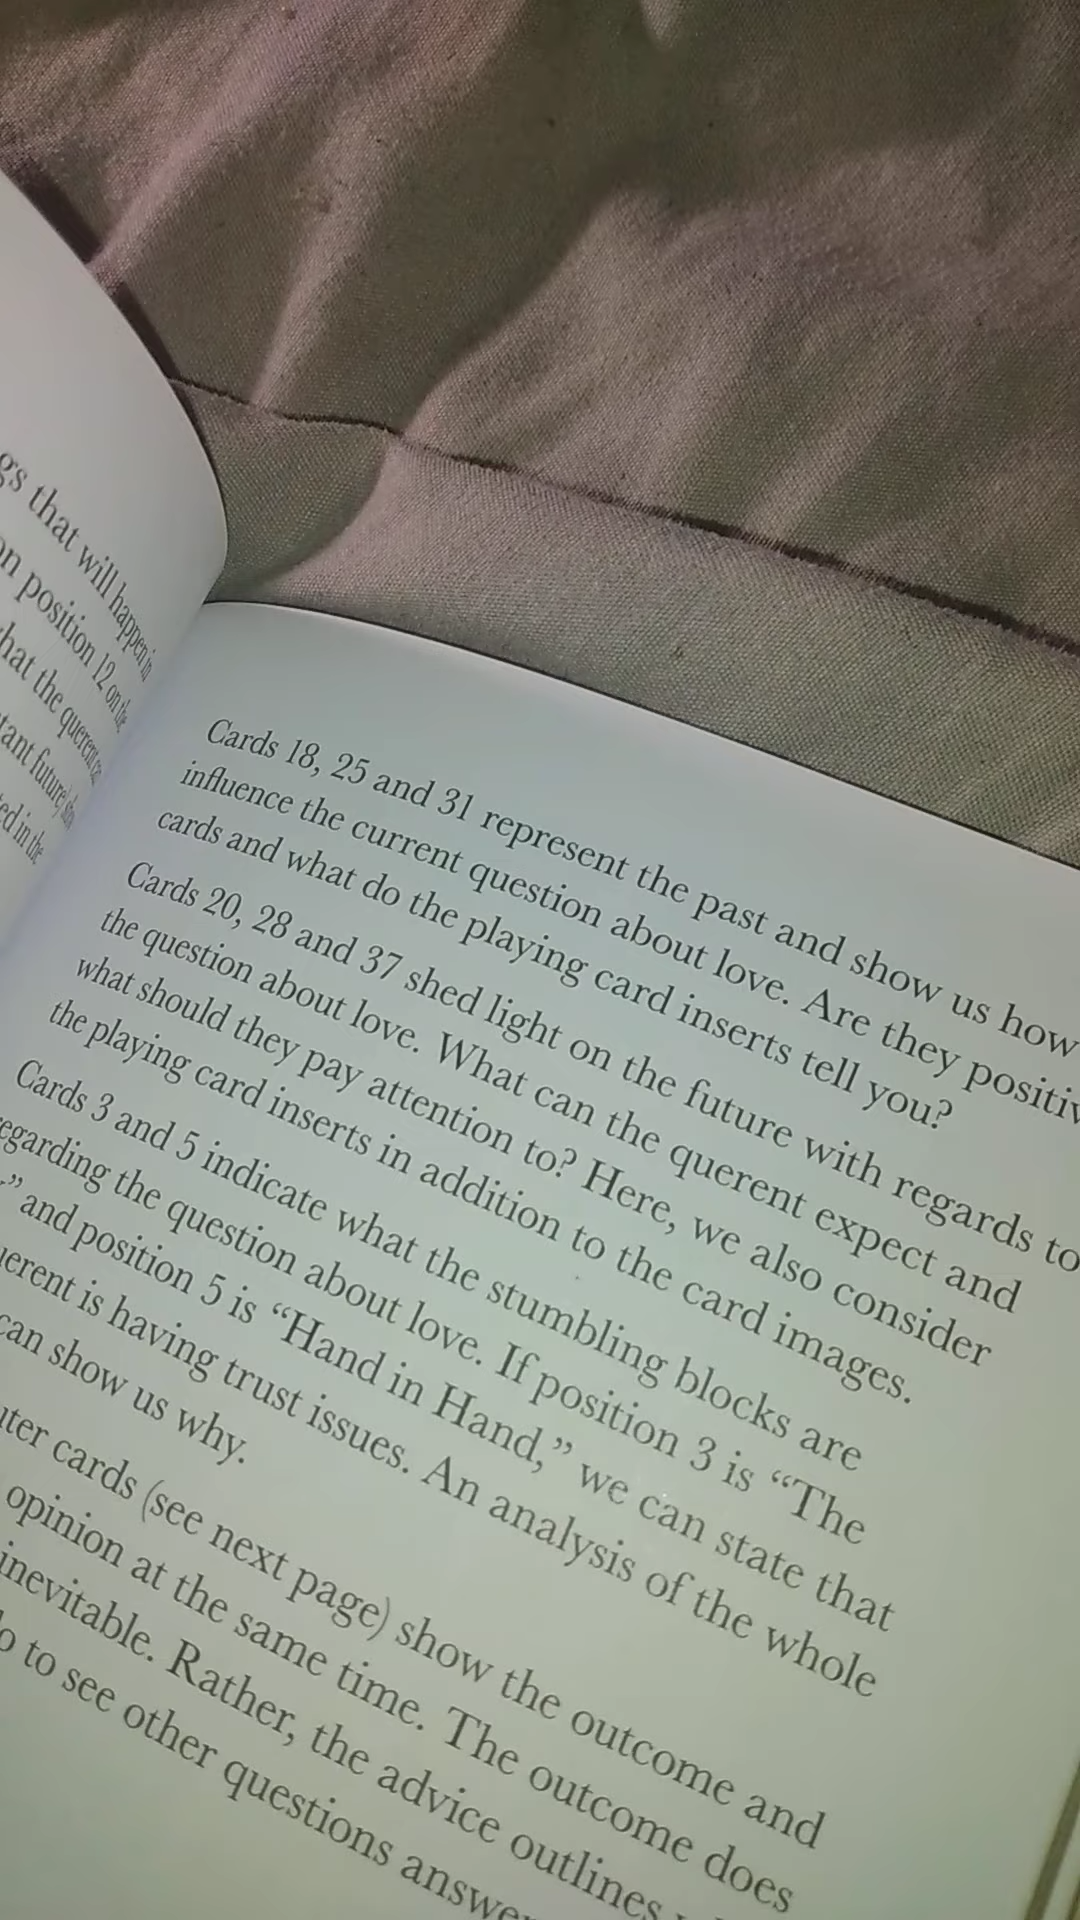 gs that will happen in
on position 12 on the
hat the querent
tant future
ed in the
Cards 18, 25 and 31 represent the past and show us how
influence the current question about love. Are they positiv
cards and what do the playing card inserts tell you?
Cards 20, 28 and 37 shed light on the future with regards to
the question about love. What can the querent expect and
what should they pay attention to? Here, we also consider
the playing card inserts in addition to the card images.
Cards 3 and 5 indicate what the stumbling blocks are
egarding the question about love. If position 3 is “The
.” and position 5 is “Hand in Hand,” we can state that
erent is having trust issues. An analysis of the whole
can show us why.
ter cards (see next page) show the outcome and
opinion at the same time. The outcome does
inevitable. Rather, the advice outlines
o to see other questions answe